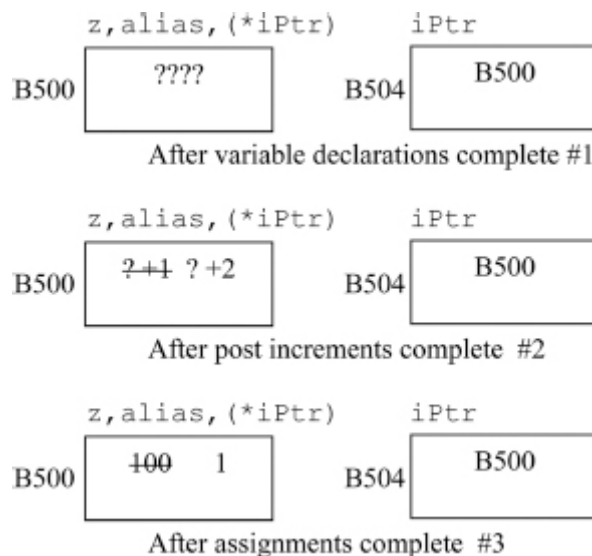 z,alias,(*iPtr) iPtr
B500 ???? B504 B500
After variable declarations complete #1
z,alias,(*iPtr) iPtr
B500 ? +1 ? +2 B504 B500
After post increments complete #2
z,alias,(*iPtr) iPtr
B500 100 1 B504 B500
After assignments complete #3